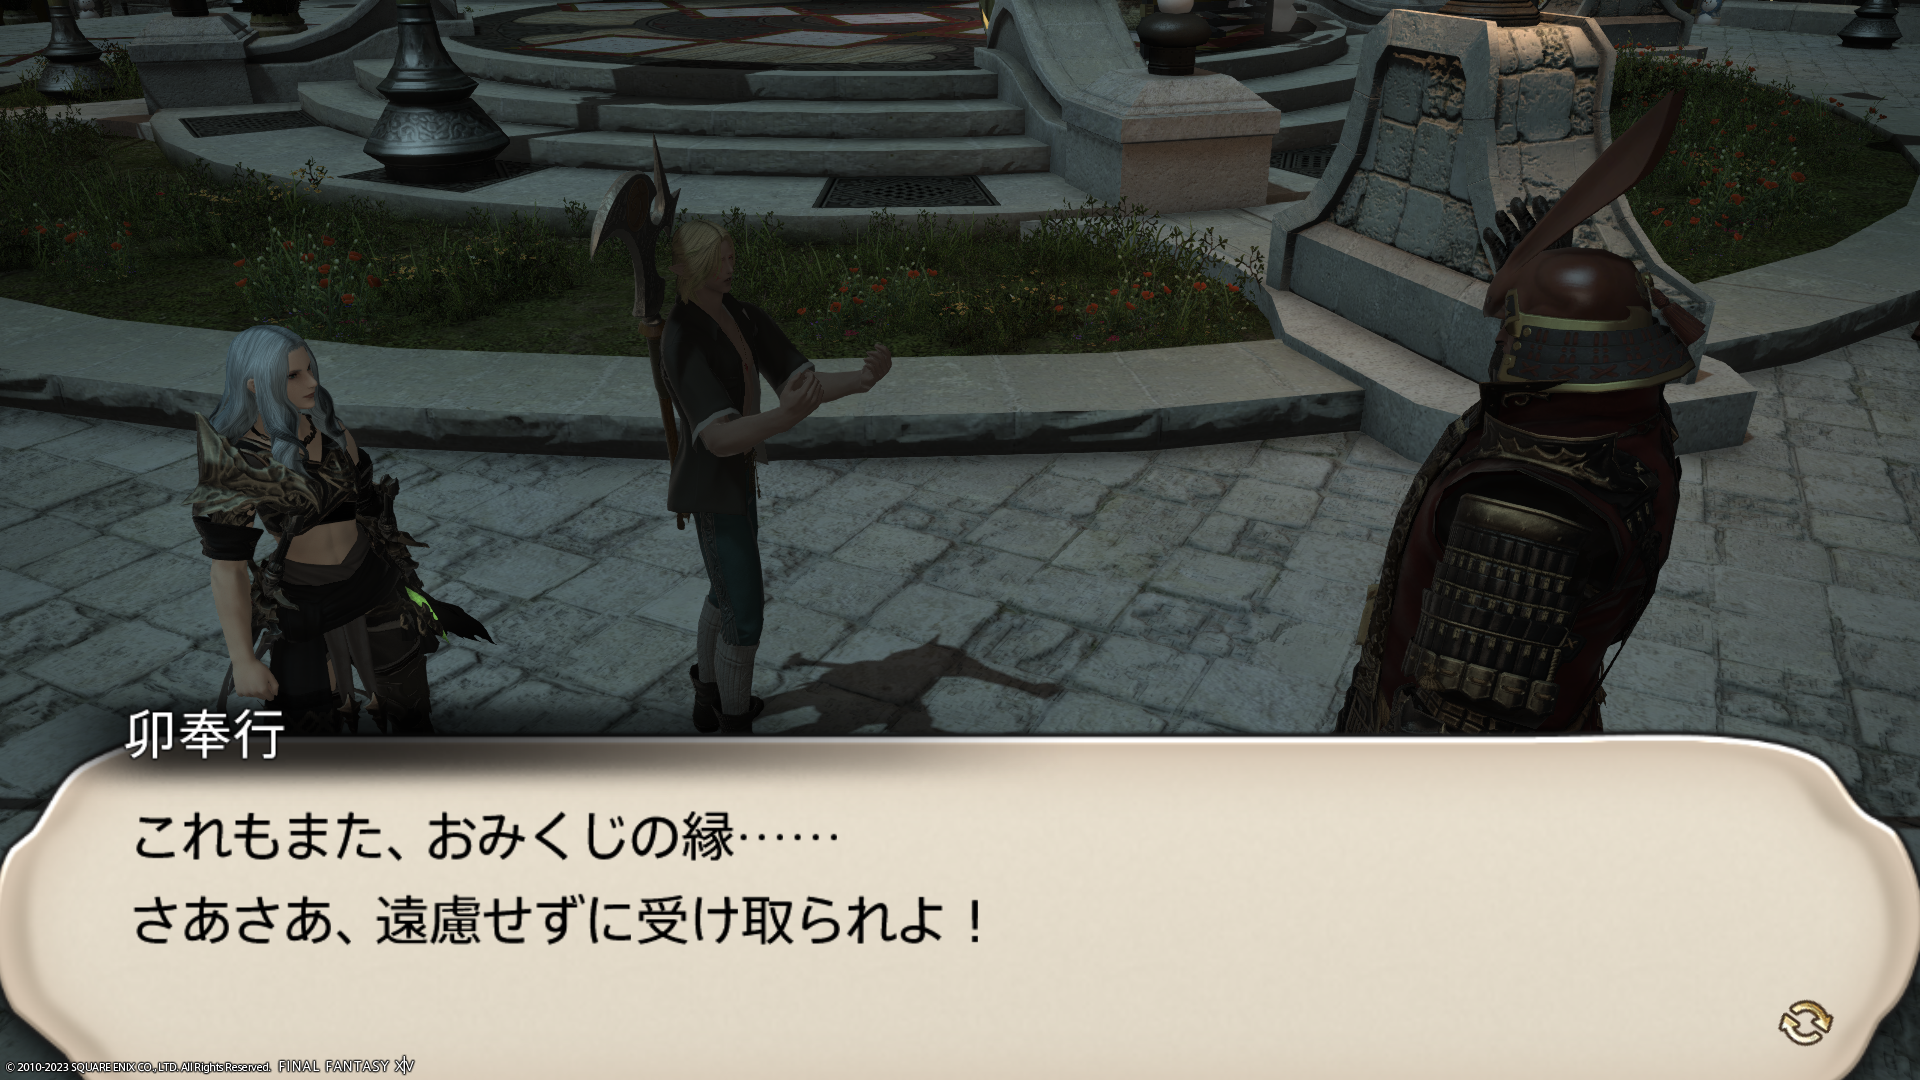 卯奉行
これもまた、おみくじの縁……
さあさあ、遠慮せずに受け取られよ！
© 2010-2023 SQUARE ENIX CO., LTD. All Rights Reserved. FINAL FANTASY XIV